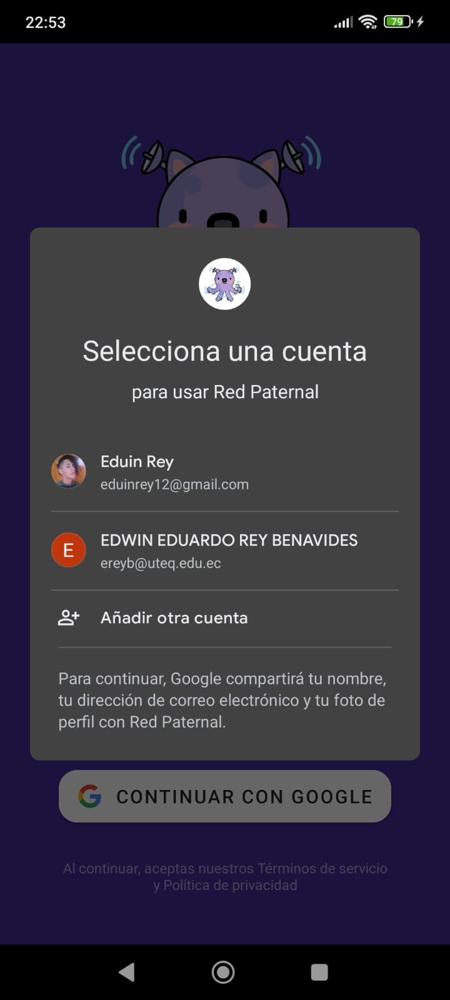 22:53
79
Selecciona una cuenta
para usar Red Paternal
Eduin Rey
eduinrey12@gmail.com
E
EDWIN EDUARDO REY BENAVIDES
ereyb@uteq.edu.ec
Añadir otra cuenta
Para continuar, Google compartirá tu nombre,
tu dirección de correo electrónico y tu foto de
perfil con Red Paternal.
G CONTINUAR CON GOOGLE
Al continuar, aceptas nuestros Términos de servicio
y Política de privacidad